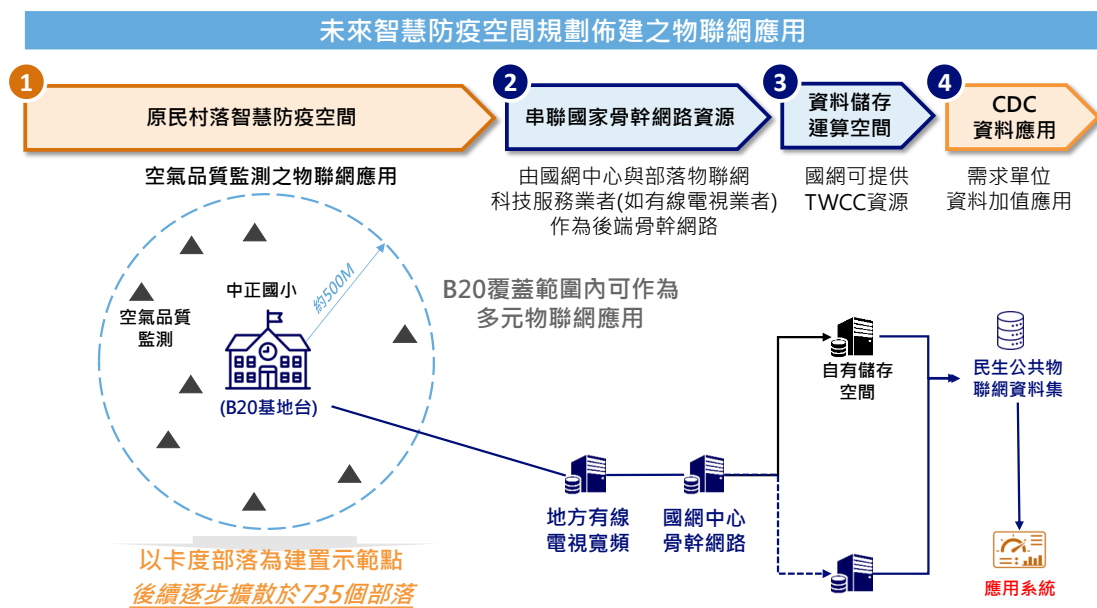 未來智慧防疫空間規劃佈建之物聯網應用
1
原民村落智慧防疫空間
2
串聯國家骨幹網路資源
3
資料儲存
運算空間
4
CDC
資料應用
空氣品質監測之物聯網應用
由國網中心與部落物聯網
科技服務業者(如有線電視業者)
作為後端骨幹網路
國網可提供
TWCC資源
需求單位
資料加值應用
中正國小
約500M
空氣品質
監測
(B20基地台)
B20覆蓋範圍內可作為
多元物聯網應用
自有儲存
空間
民生公共物
聯網資料集
地方有線
電視寬頻
國網中心
骨幹網路
應用系統
以卡度部落為建置示範點
後續逐步擴散於735個部落